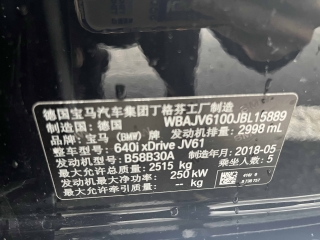 德国宝马汽车集团丁格芬工厂制造
制造国：德国 WBAJV6100JBL15889
品牌：宝马（BMW）牌 发动机排量：2998 mL
整车型号：640i xDrive JV61
发动机型号：B58B30A 制造年月：2018-05
最大允许总质量：2515 kg 乘坐人数：5
发动机最大净功率：250 kW
最大允许牵引质量：-- kg